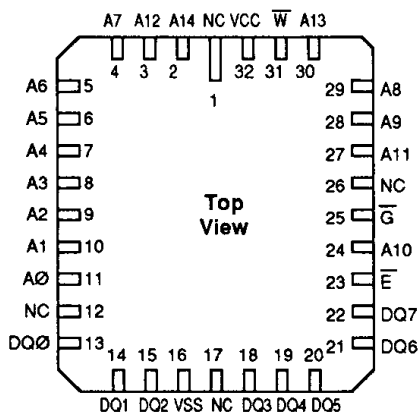 A7 A12 A14 NC VCC W̅ A13
4 3 2 1 32 31 30
A6 5 29 A8
A5 6 28 A9
A4 7 27 A11
A3 8 26 NC
A2 9 25 G̅
A1 10 24 A10
AØ 11 23 E̅
NC 12 22 DQ7
DQØ 13 21 DQ6
Top
View
14 15 16 17 18 19 20
DQ1 DQ2 VSS NC DQ3 DQ4 DQ5